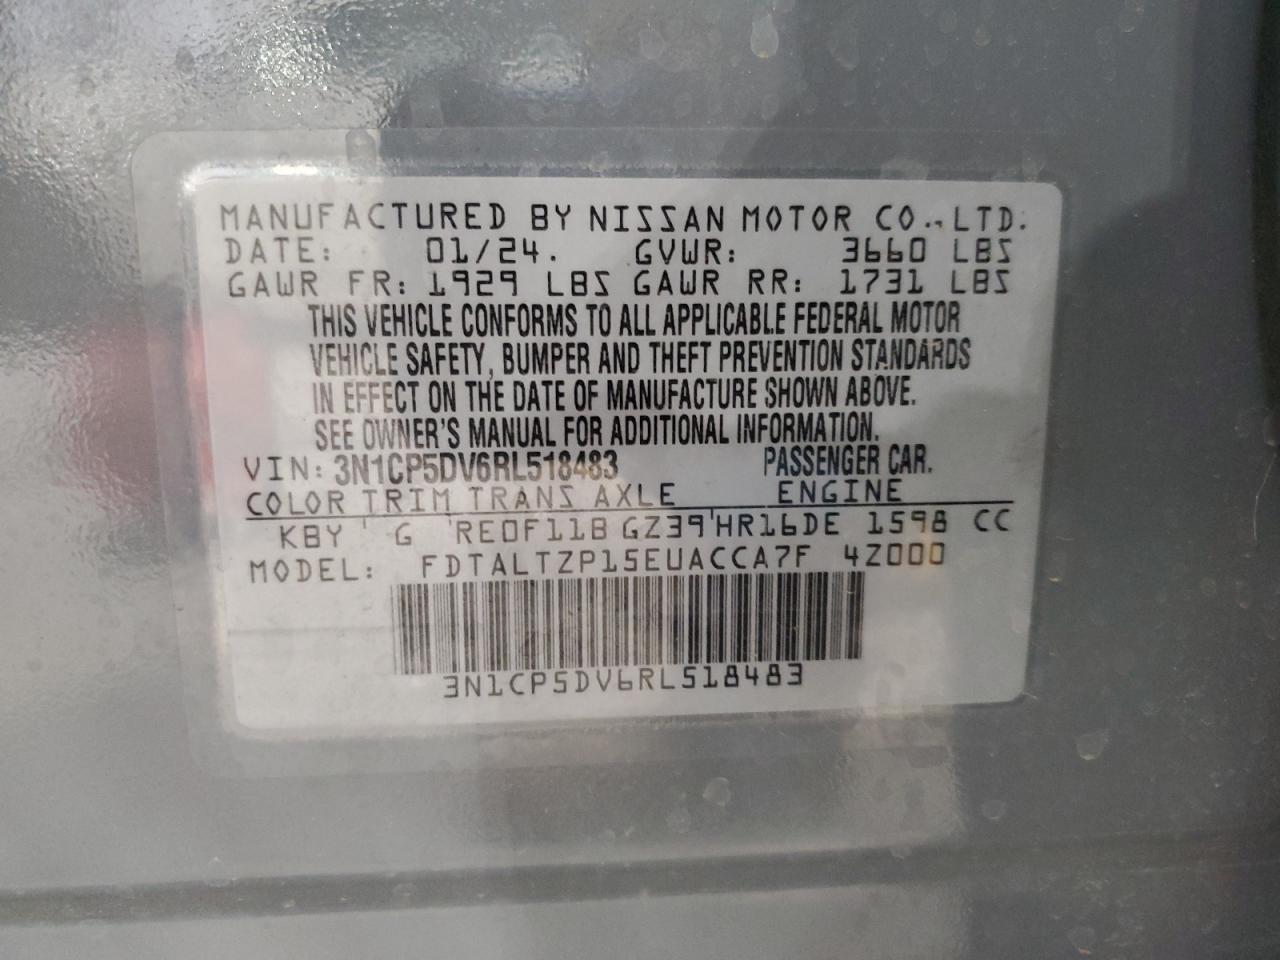 MANUFACTURED BY NISSAN MOTOR CO., LTD.
DATE: 01/24. GVWR: 3660 LBS
GAWR FR: 1929 LBS GAWR RR: 1731 LBS
THIS VEHICLE CONFORMS TO ALL APPLICABLE FEDERAL MOTOR
VEHICLE SAFETY, BUMPER AND THEFT PREVENTION STANDARDS
IN EFFECT ON THE DATE OF MANUFACTURE SHOWN ABOVE.
SEE OWNER'S MANUAL FOR ADDITIONAL INFORMATION.
VIN: 3N1CP5DV6RL518483 PASSENGER CAR.
COLOR TRIM TRANS AXLE ENGINE
KBY ' G 'RE0F11B GZ39'HR16DE 1598 CC
MODEL: FDTALTZP15EUACCA7F 4Z000
3N1CP5DV6RL518483